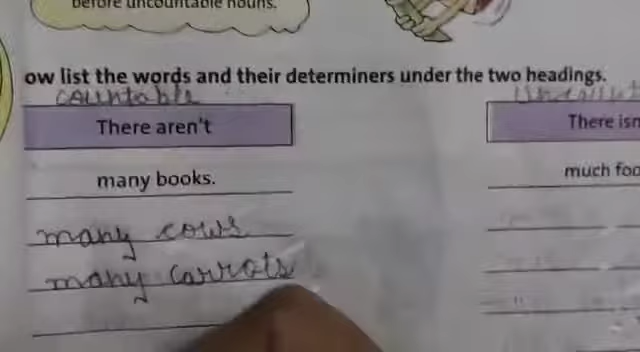 before uncountable nouns.
ow list the words and their determiners under the two headings.
countable
There aren't
There isn
many books.
much foo
many cows
many carrots